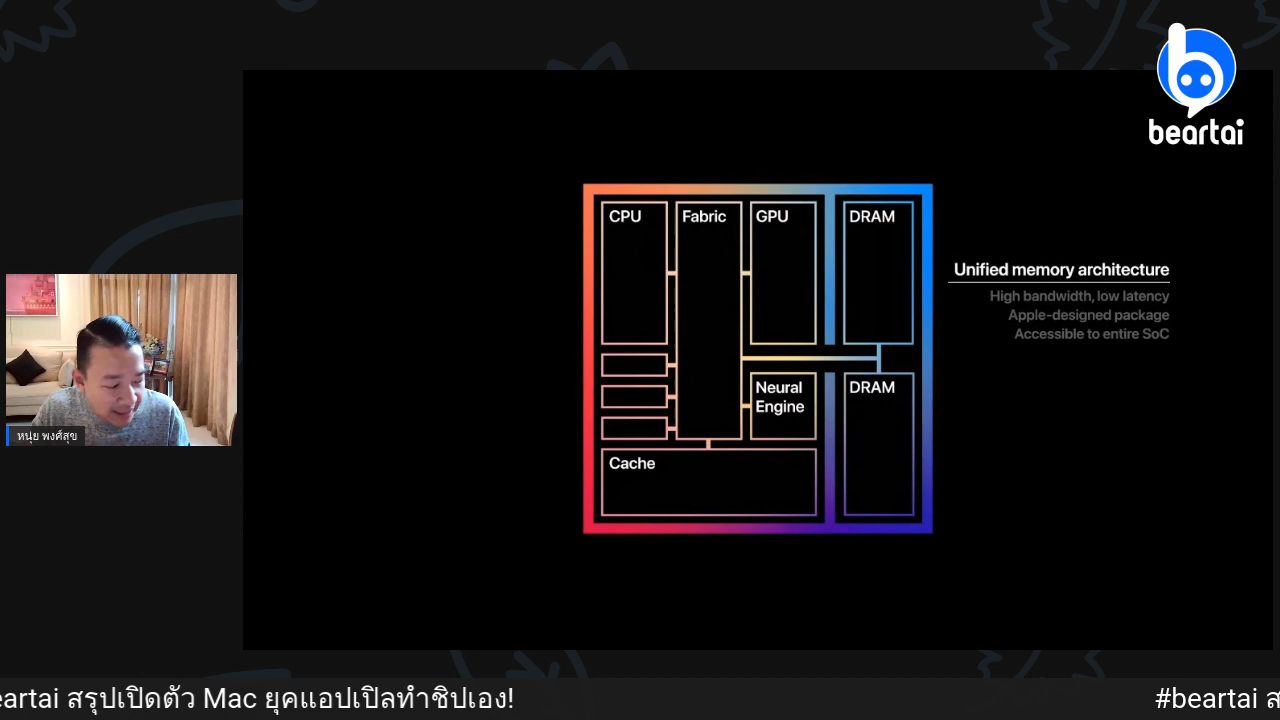 beartai
CPU
Fabric
GPU
DRAM
Unified memory architecture
High bandwidth, low latency
Apple-designed package
Accessible to entire SoC
Neural
Engine
DRAM
Cache
หนุ่ย พงศ์สุข
eartai สรุปเปิดตัว Mac ยุคแอปเปิลทำชิปเอง!
#beartai ส